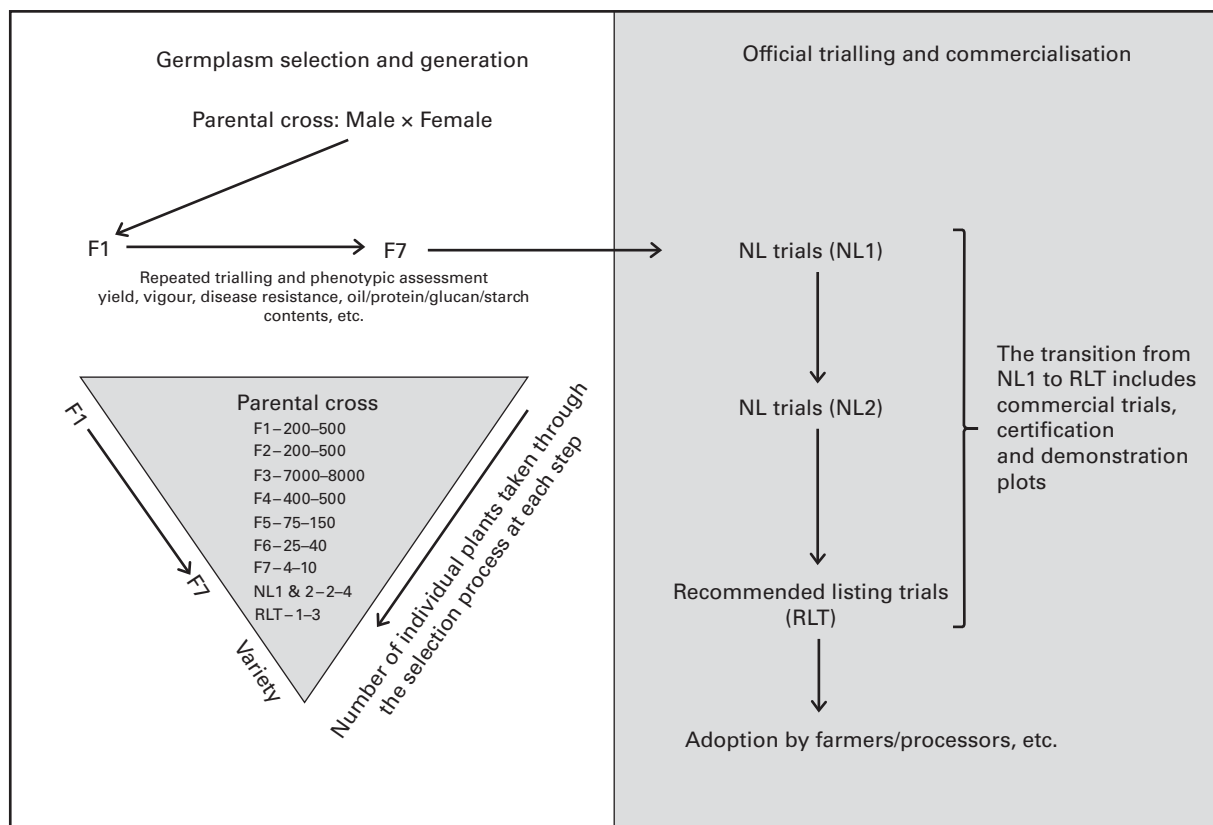 Germplasm selection and generation
Parental cross: Male × Female
F1
F7
Repeated trialling and phenotypic assessment
yield, vigour, disease resistance, oil/protein/glucan/starch
contents, etc.
F1
F7
Variety
Parental cross
F1–200–500
F2–200–500
F3–7000–8000
F4–400–500
F5–75–150
F6–25–40
F7–4–10
NL1 & 2–2–4
RLT–1–3
Number of individual plants taken through
the selection process at each step
Official trialling and commercialisation
NL trials (NL1)
NL trials (NL2)
Recommended listing trials
(RLT)
Adoption by farmers/processors, etc.
The transition from
NL1 to RLT includes
commercial trials,
certification
and demonstration
plots